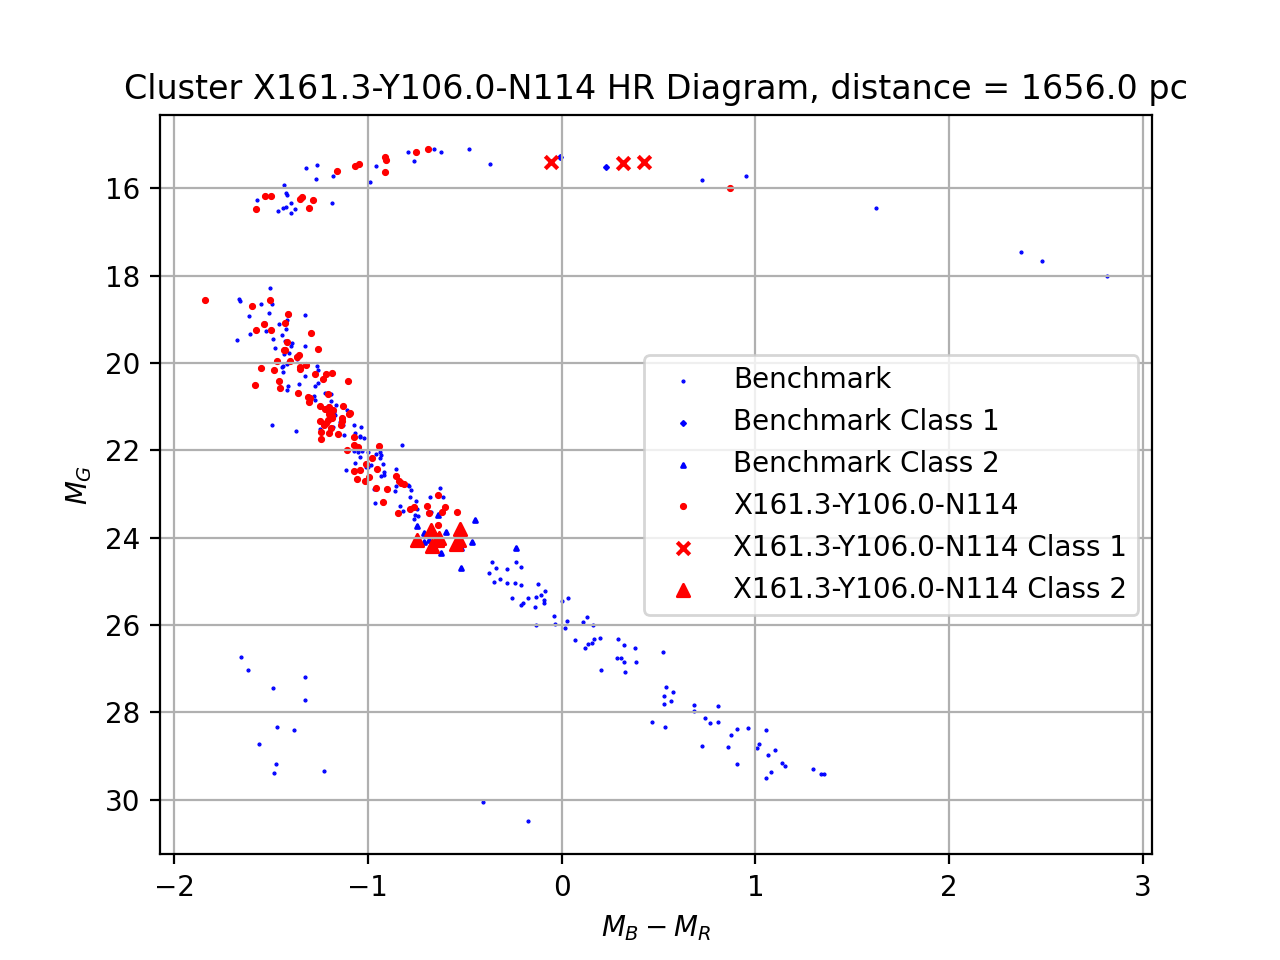 Cluster X161.3-Y106.0-N114 HR Diagram, distance = 1656.0 pc
16
18
20
22
24
26
28
30
M_G
Benchmark
Benchmark Class 1
Benchmark Class 2
X161.3-Y106.0-N114
X161.3-Y106.0-N114 Class 1
X161.3-Y106.0-N114 Class 2
−2 −1 0 1 2 3
M_B − M_R